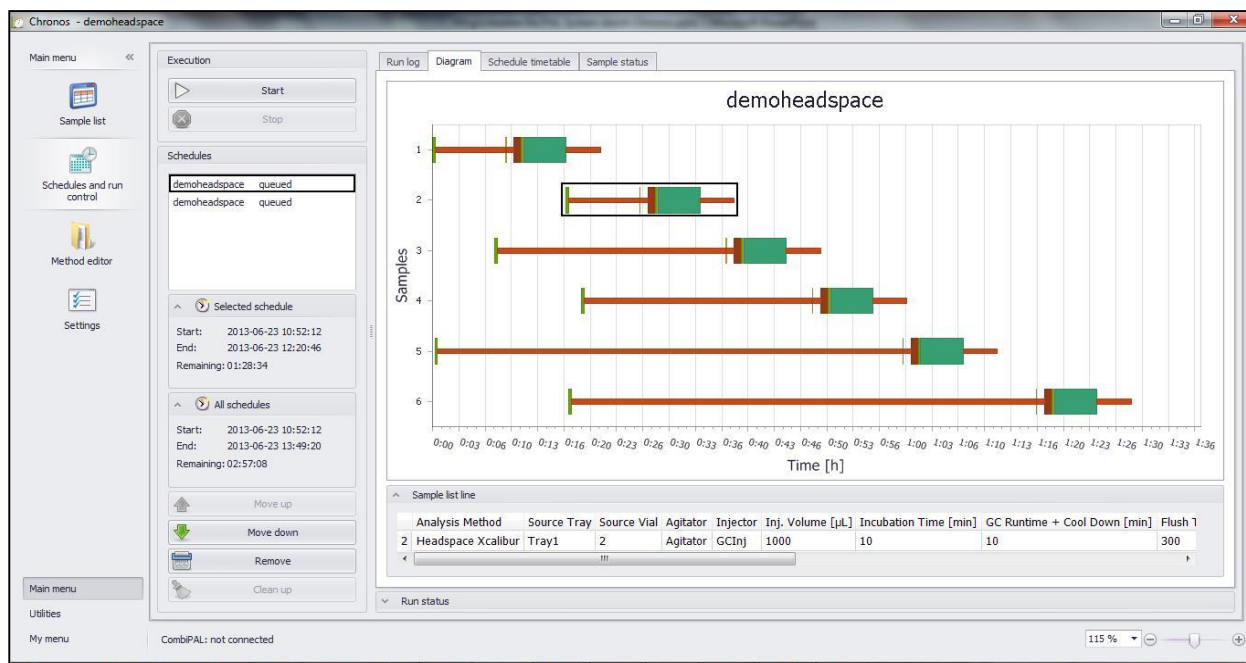 Chronos - demoheadspace
Main menu «
Sample list
Schedules and run
control
Method editor
Settings
Main menu
Utilities
My menu
Execution
Start
Stop
Schedules
demoheadspace queued
demoheadspace queued
Selected schedule
Start: 2013-06-23 10:52:12
End: 2013-06-23 12:20:46
Remaining: 01:28:34
All schedules
Start: 2013-06-23 10:52:12
End: 2013-06-23 13:49:20
Remaining: 02:57:08
Move up
Move down
Remove
Clean up
Run log Diagram Schedule timetable Sample status
demoheadspace
Samples
1
2
3
4
5
6
0:00 0:03 0:06 0:10 0:13 0:16 0:20 0:23 0:26 0:30 0:33 0:36 0:40 0:43 0:46 0:50 0:53 0:56 1:00 1:03 1:06 1:10 1:13 1:16 1:20 1:23 1:26 1:30 1:33 1:36
Time [h]
Sample list line
Analysis Method Source Tray Source Vial Agitator Injector Inj. Volume [µL] Incubation Time [min] GC Runtime + Cool Down [min] Flush T
2 Headspace Xcalibur Tray1 2 Agitator GCInj 1000 10 10 300
Run status
CombiPAL: not connected
115 %